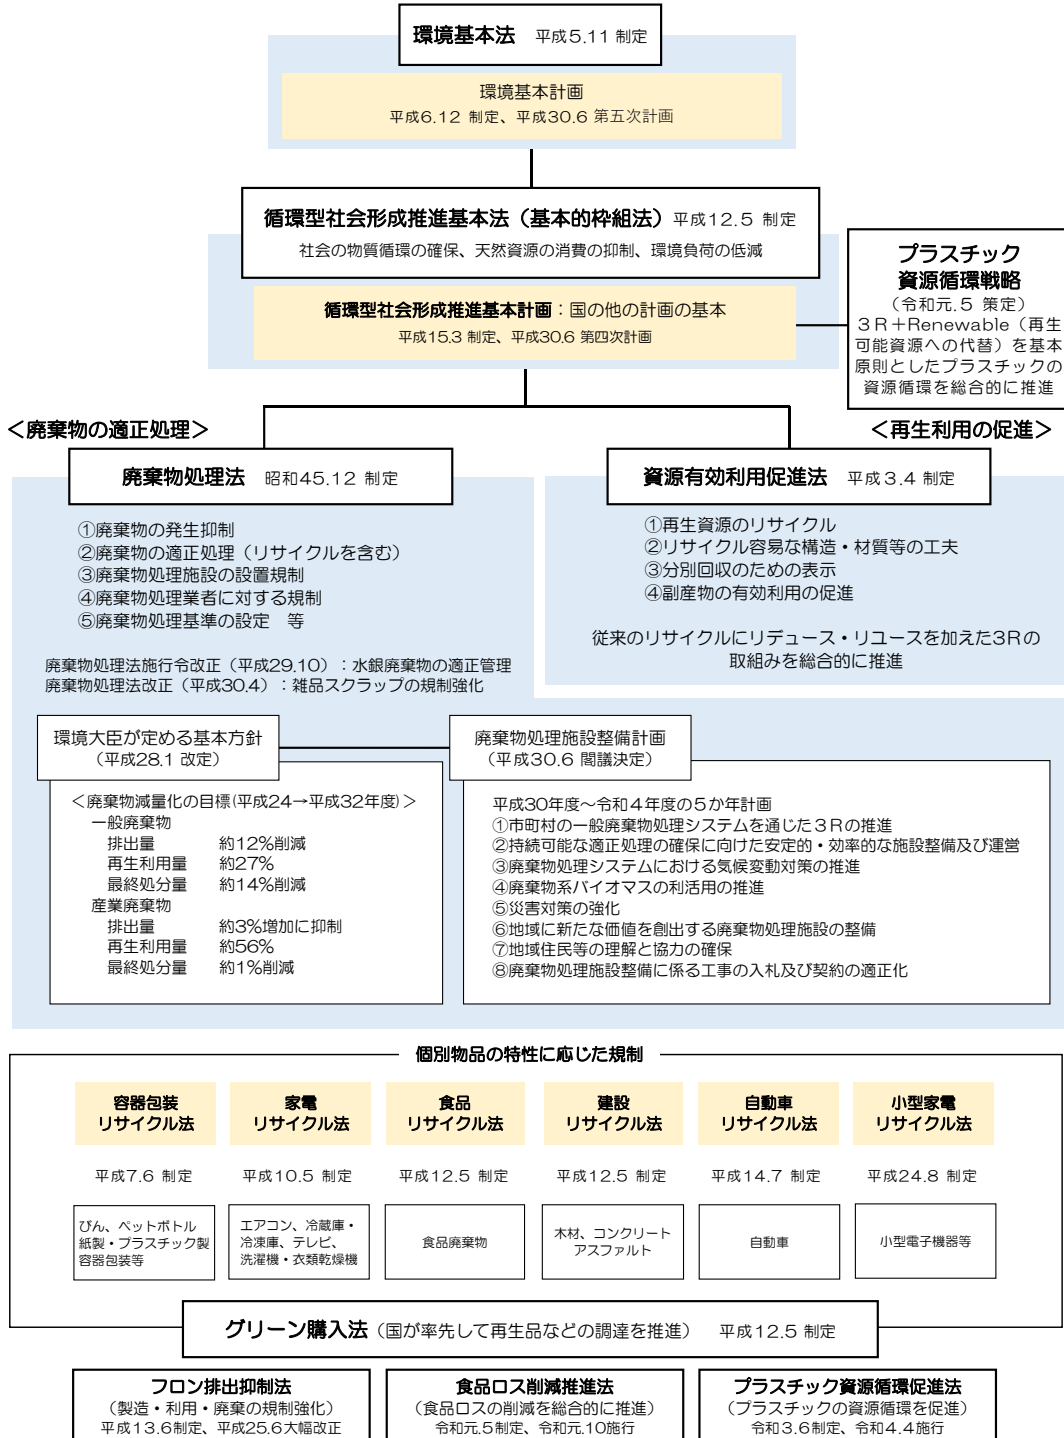 環境基本法 平成5.11 制定
環境基本計画
平成6.12 制定、平成30.6 第五次計画
循環型社会形成推進基本法（基本的枠組法）平成12.5 制定
社会の物質循環の確保、天然資源の消費の抑制、環境負荷の低減
循環型社会形成推進基本計画：国の他の計画の基本
平成15.3 制定、平成30.6 第四次計画
プラスチック
資源循環戦略
（令和元.5 策定）
３Ｒ＋Renewable（再生
可能資源への代替）を基本
原則としたプラスチックの
資源循環を総合的に推進
＜廃棄物の適正処理＞
＜再生利用の促進＞
廃棄物処理法 昭和45.12 制定
①廃棄物の発生抑制
②廃棄物の適正処理（リサイクルを含む）
③廃棄物処理施設の設置規制
④廃棄物処理業者に対する規制
⑤廃棄物処理基準の設定 等
廃棄物処理法施行令改正（平成29.10）：水銀廃棄物の適正管理
廃棄物処理法改正（平成30.4）：雑品スクラップの規制強化
資源有効利用促進法 平成3.4 制定
①再生資源のリサイクル
②リサイクル容易な構造・材質等の工夫
③分別回収のための表示
④副産物の有効利用の促進
従来のリサイクルにリデュース・リユースを加えた3Ｒの
取組みを総合的に推進
環境大臣が定める基本方針
（平成28.1 改定）
＜廃棄物減量化の目標(平成24→平成32年度)＞
一般廃棄物
排出量 約12%削減
再生利用量 約27%
最終処分量 約14%削減
産業廃棄物
排出量 約3%増加に抑制
再生利用量 約56%
最終処分量 約1%削減
廃棄物処理施設整備計画
（平成30.6 閣議決定）
平成30年度～令和４年度の５か年計画
①市町村の一般廃棄物処理システムを通じた３Ｒの推進
②持続可能な適正処理の確保に向けた安定的・効率的な施設整備及び運営
③廃棄物処理システムにおける気候変動対策の推進
④廃棄物系バイオマスの利活用の推進
⑤災害対策の強化
⑥地域に新たな価値を創出する廃棄物処理施設の整備
⑦地域住民等の理解と協力の確保
⑧廃棄物処理施設整備に係る工事の入札及び契約の適正化
個別物品の特性に応じた規制
容器包装
リサイクル法
平成7.6 制定
びん、ペットボトル
紙製・プラスチック製
容器包装等
家電
リサイクル法
平成10.5 制定
エアコン、冷蔵庫・
冷凍庫、テレビ、
洗濯機・衣類乾燥機
食品
リサイクル法
平成12.5 制定
食品廃棄物
建設
リサイクル法
平成12.5 制定
木材、コンクリート
アスファルト
自動車
リサイクル法
平成14.7 制定
自動車
小型家電
リサイクル法
平成24.8 制定
小型電子機器等
グリーン購入法（国が率先して再生品などの調達を推進） 平成12.5 制定
フロン排出抑制法
（製造・利用・廃棄の規制強化）
平成13.6制定、平成25.6大幅改正
食品ロス削減推進法
（食品ロスの削減を総合的に推進）
令和元.5制定、令和元.10施行
プラスチック資源循環促進法
（プラスチックの資源循環を促進）
令和3.6制定、令和4.4施行